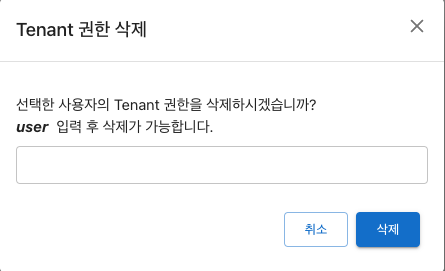 Tenant 권한 삭제
선택한 사용자의 Tenant 권한을 삭제하시겠습니까?
user 입력 후 삭제가 가능합니다.
취소
삭제